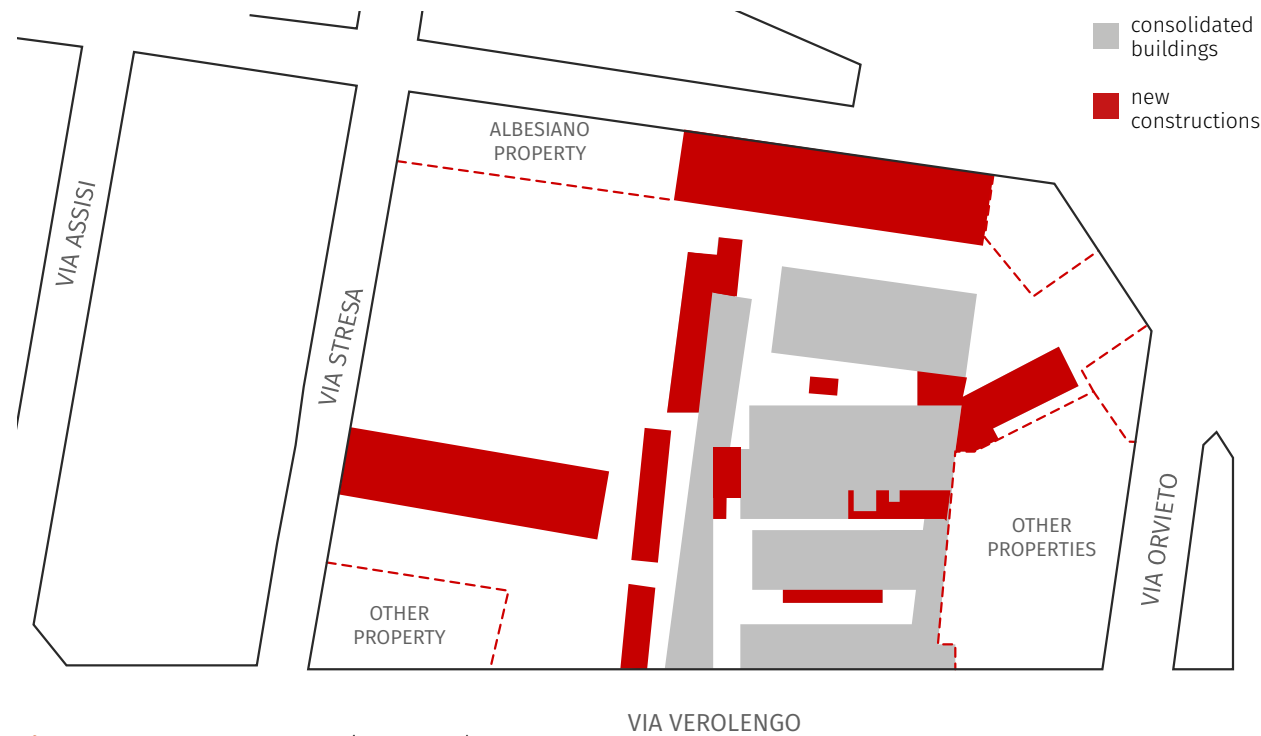 consolidated
buildings
new
constructions
ALBESIANO
PROPERTY
VIA ASSISI
VIA STRESA
OTHER
PROPERTIES
VIA ORVIETO
OTHER
PROPERTY
VIA VEROLENGO